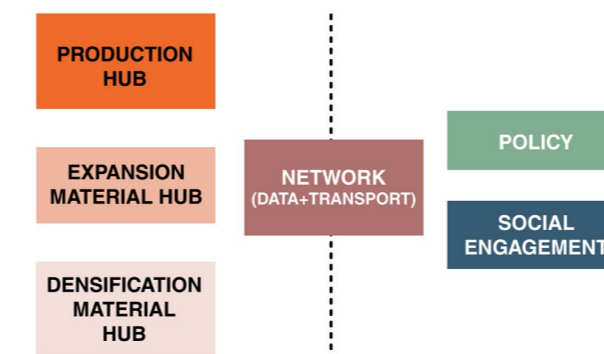 PRODUCTION
HUB
EXPANSION
MATERIAL HUB
DENSIFICATION
MATERIAL
HUB
NETWORK
(DATA+TRANSPORT)
POLICY
SOCIAL
ENGAGEMENT